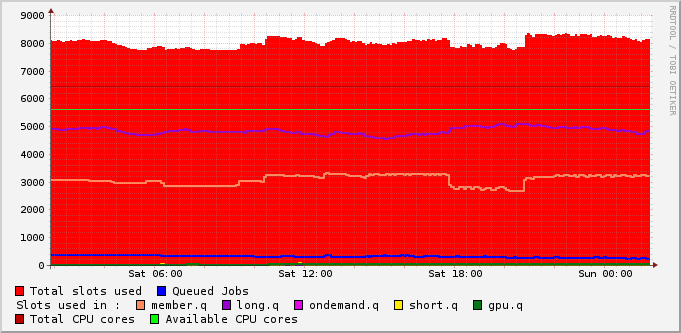 9000
8000
7000
6000
5000
4000
3000
2000
1000
0
Sat 06:00 Sat 12:00 Sat 18:00 Sun 00:00
Total slots used Queued Jobs
Slots used in : member.q long.q ondemand.q short.q gpu.q
Total CPU cores Available CPU cores
RRDTOOL / TOBI OETIKER